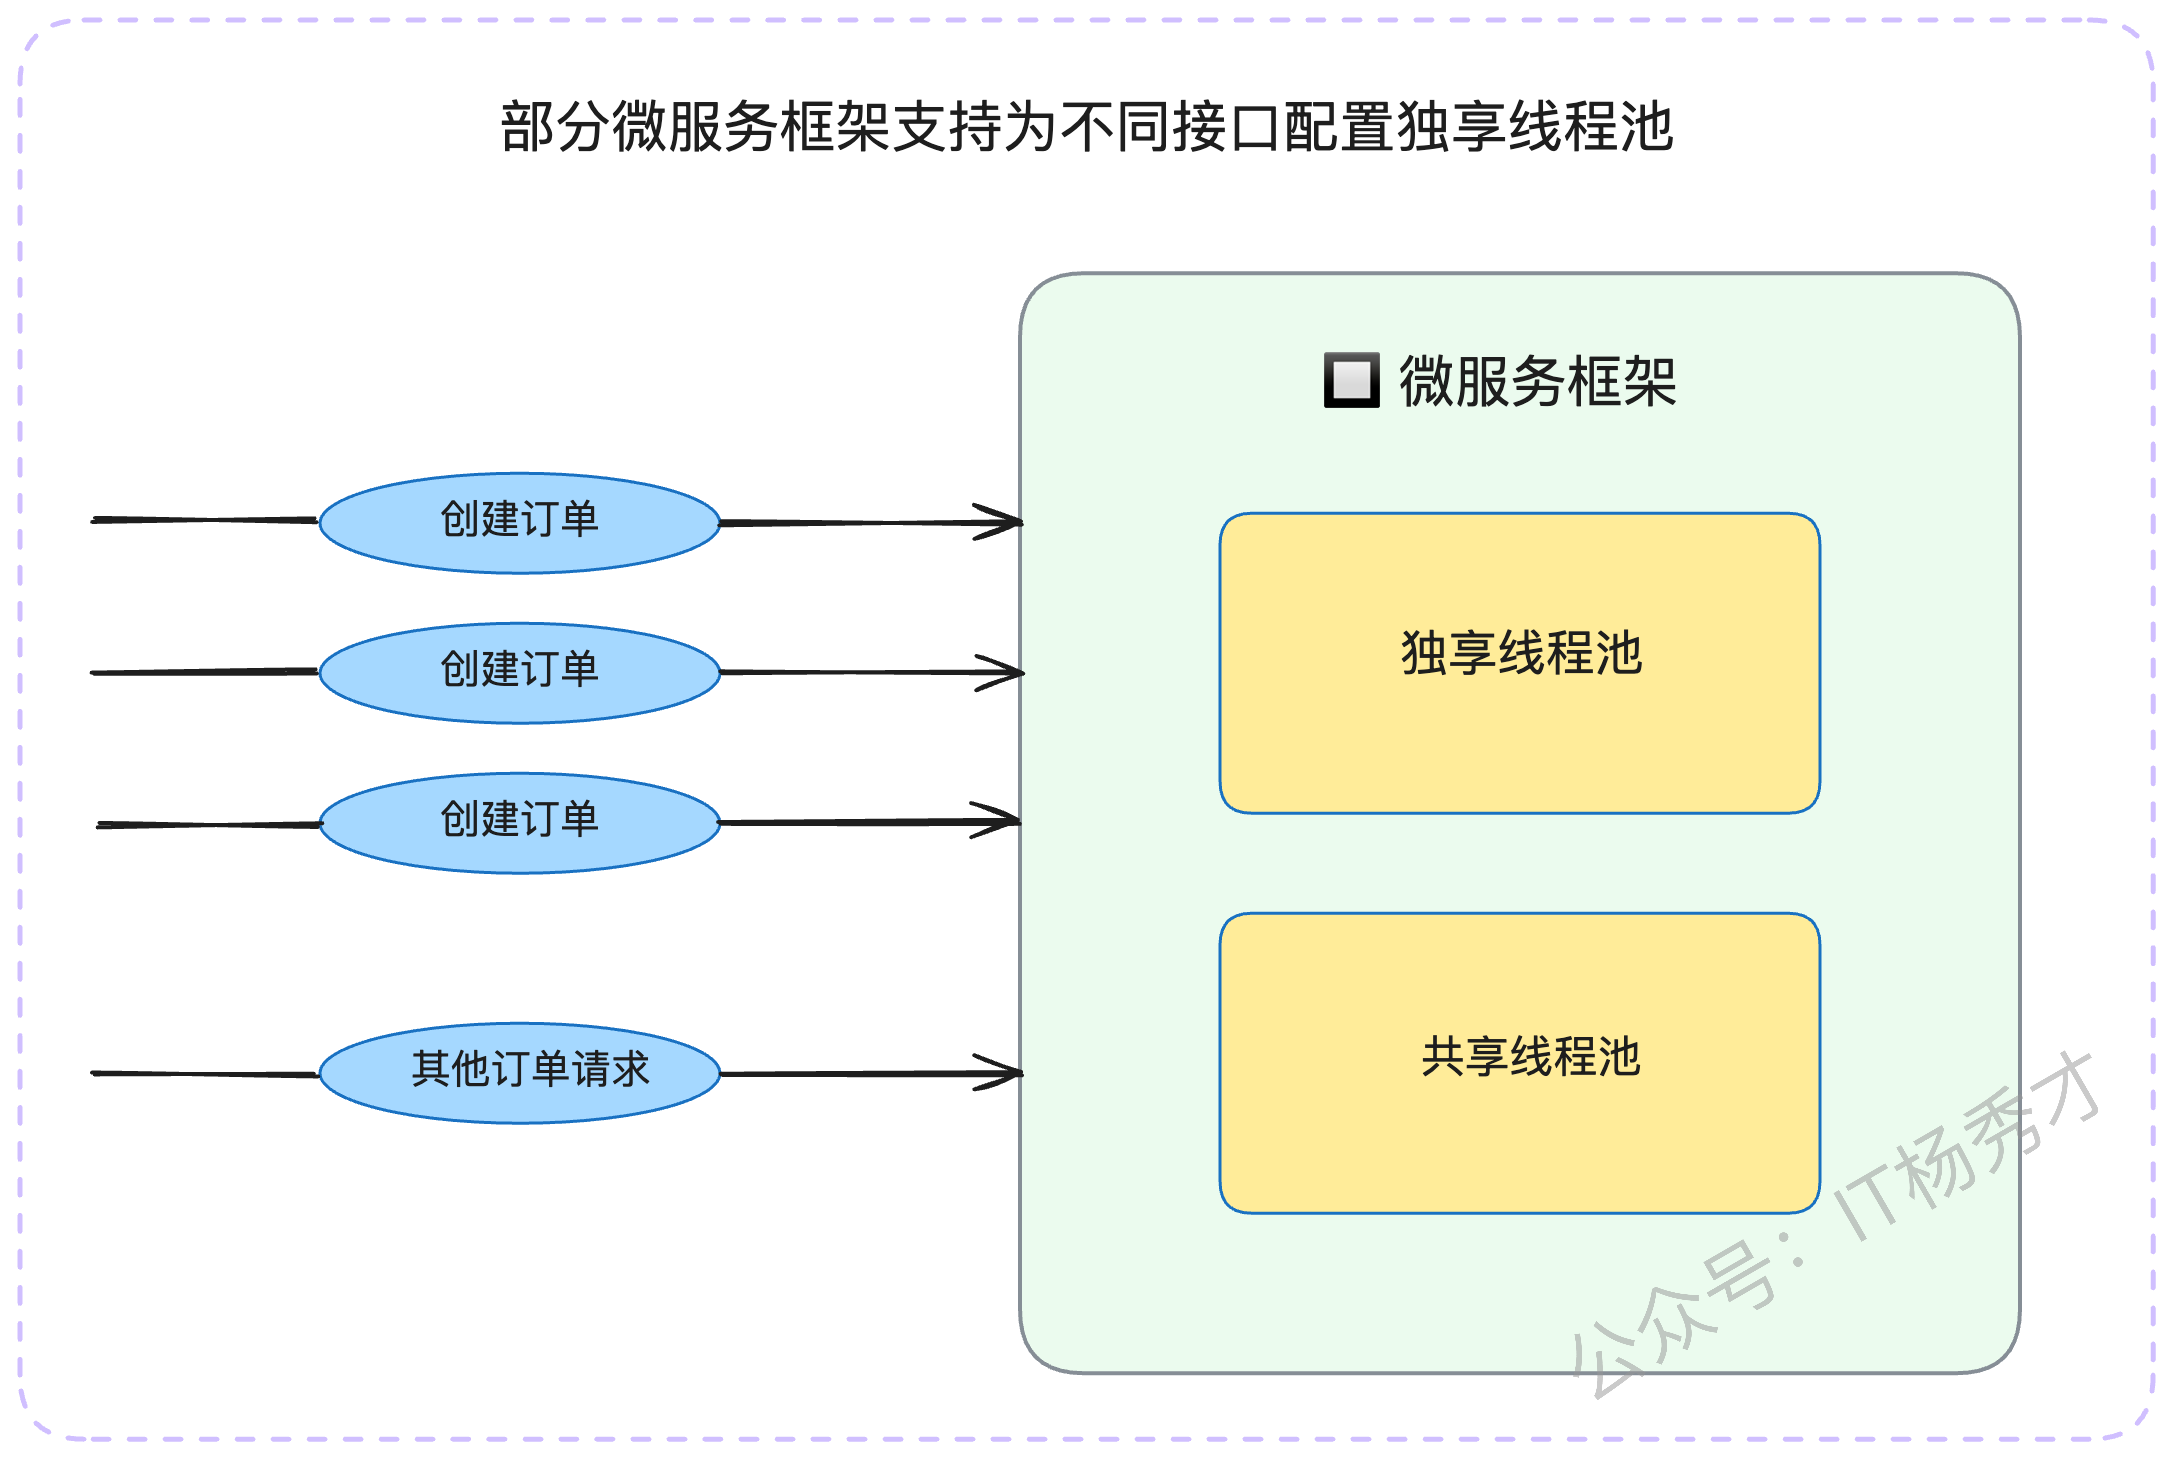 部分微服务框架支持为不同接口配置独享线程池
🔲 微服务框架
创建订单
创建订单
创建订单
其他订单请求
独享线程池
共享线程池
公众号：IT杨秀才